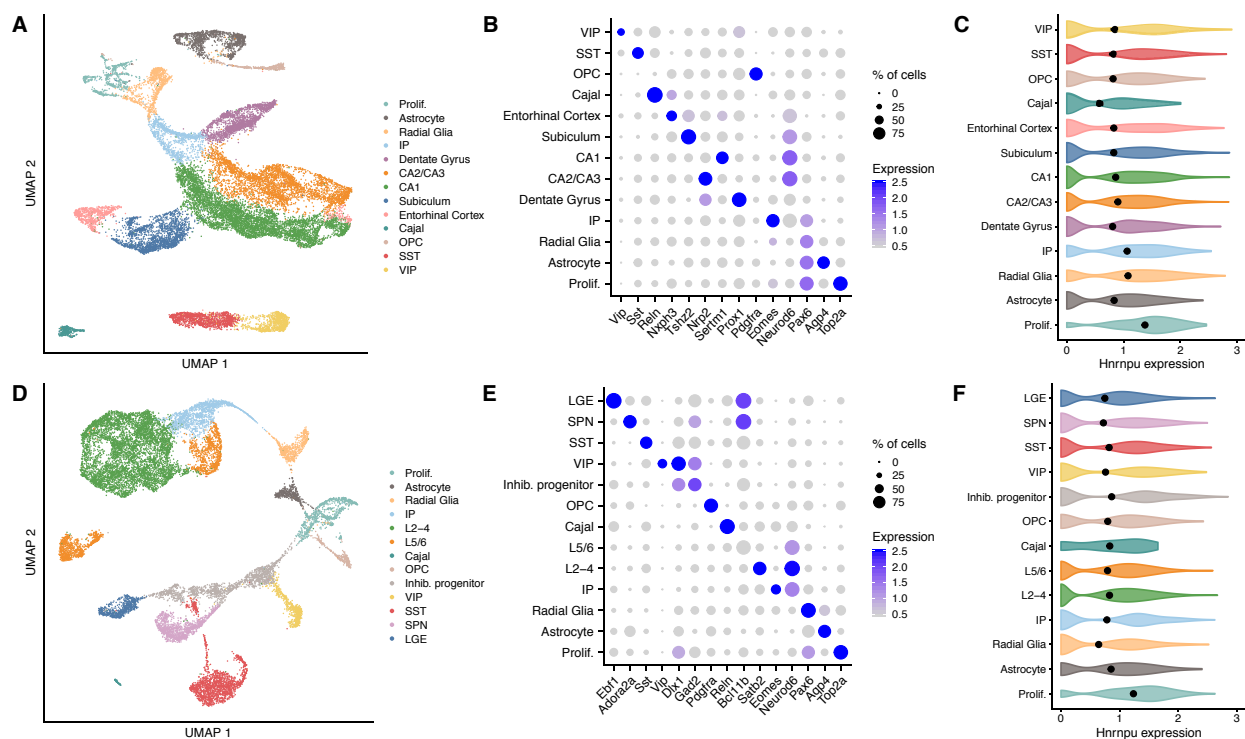 A
UMAP 2
UMAP 1
Prolif.
Astrocyte
Radial Glia
IP
Dentate Gyrus
CA2/CA3
CA1
Subiculum
Entorhinal Cortex
Cajal
OPC
SST
VIP
B
VIP
SST
OPC
Cajal
Entorhinal Cortex
Subiculum
CA1
CA2/CA3
Dentate Gyrus
IP
Radial Glia
Astrocyte
Prolif.
Vip
Sst
Reln
Nxph3
Tshz2
Nrp2
Sertm1
Prox1
Pdgfra
Eomes
Neurod6
Pax6
Aqp4
Top2a
% of cells
0
25
50
75
Expression
2.5
2.0
1.5
1.0
0.5
C
VIP
SST
OPC
Cajal
Entorhinal Cortex
Subiculum
CA1
CA2/CA3
Dentate Gyrus
IP
Radial Glia
Astrocyte
Prolif.
0 1 2 3
Hnrnpu expression
D
UMAP 2
UMAP 1
Prolif.
Astrocyte
Radial Glia
IP
L2−4
L5/6
Cajal
OPC
Inhib. progenitor
VIP
SST
SPN
LGE
E
LGE
SPN
SST
VIP
Inhib. progenitor
OPC
Cajal
L5/6
L2−4
IP
Radial Glia
Astrocyte
Prolif.
Ebf1
Adora2a
Sst
Vip
Dlx1
Gad2
Pdgfra
Reln
Bcl11b
Satb2
Eomes
Neurod6
Pax6
Aqp4
Top2a
% of cells
0
25
50
75
Expression
2.5
2.0
1.5
1.0
0.5
F
LGE
SPN
SST
VIP
Inhib. progenitor
OPC
Cajal
L5/6
L2−4
IP
Radial Glia
Astrocyte
Prolif.
0 1 2 3
Hnrnpu expression